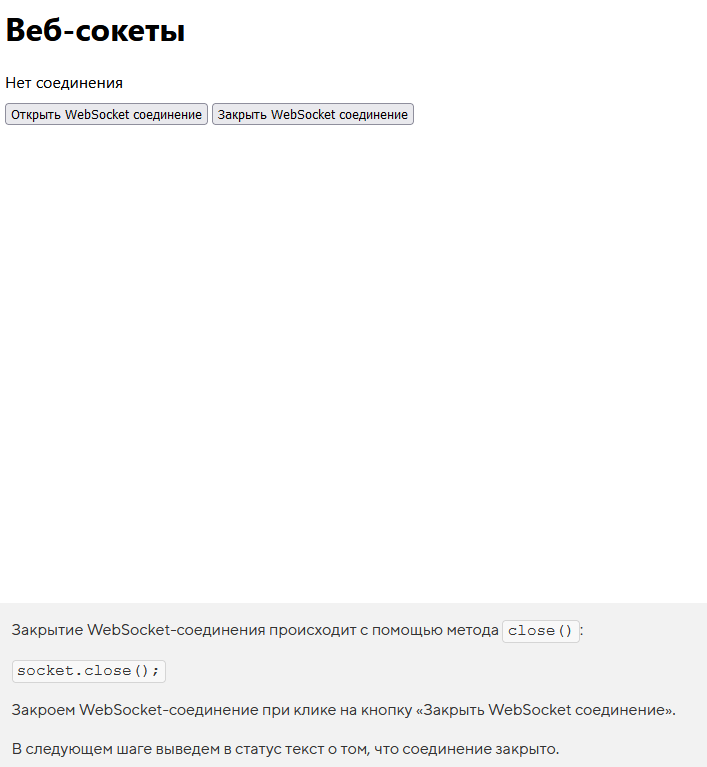 Веб-сокеты
Нет соединения
Открыть WebSocket соединение Закрыть WebSocket соединение
Закрытие WebSocket-соединения происходит с помощью метода close():
socket.close();
Закроем WebSocket-соединение при клике на кнопку «Закрыть WebSocket соединение».
В следующем шаге выведем в статус текст о том, что соединение закрыто.